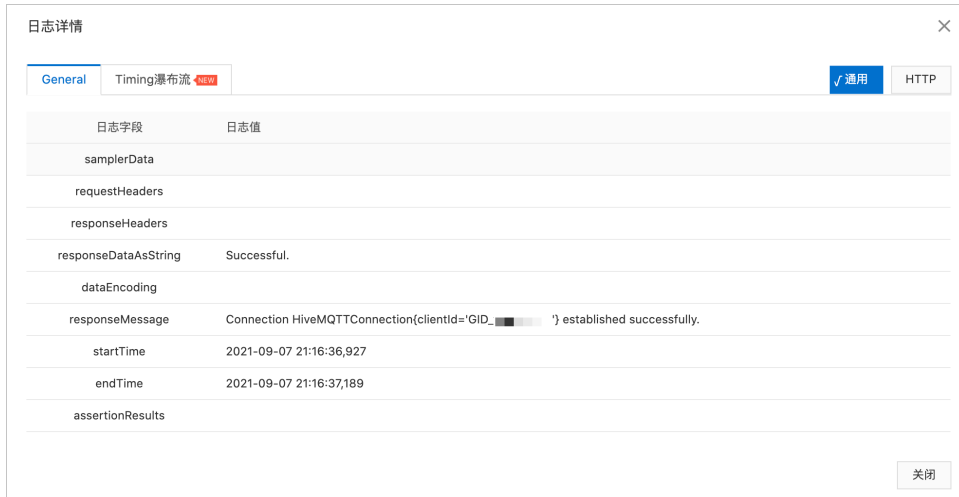 日志详情
General Timing瀑布流 NEW √通用 HTTP
日志字段 日志值
samplerData
requestHeaders
responseHeaders
responseDataAsString Successful.
dataEncoding
responseMessage Connection HiveMQTTConnection{clientId='GID_ '} established successfully.
startTime 2021-09-07 21:16:36,927
endTime 2021-09-07 21:16:37,189
assertionResults
关闭